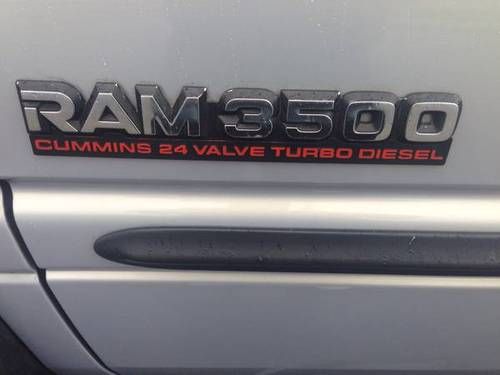 RAM 3500
CUMMINS 24 VALVE TURBO DIESEL